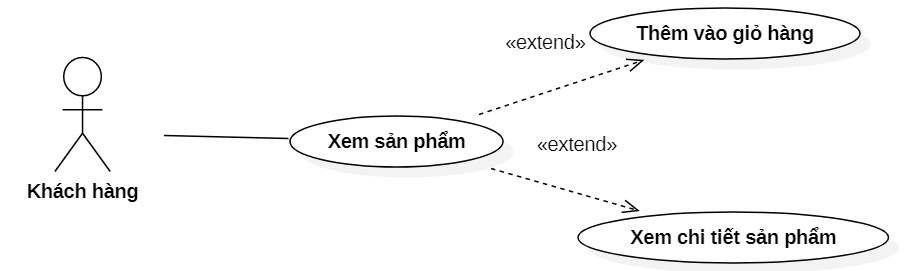 Thêm vào giỏ hàng
«extend»
Xem sản phẩm
«extend»
Khách hàng
Xem chi tiết sản phẩm